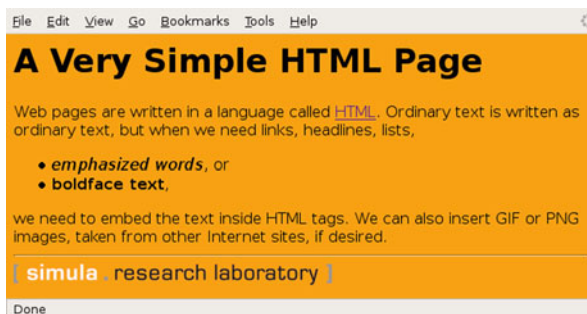 File Edit View Go Bookmarks Tools Help
A Very Simple HTML Page
Web pages are written in a language called HTML. Ordinary text is written as
ordinary text, but when we need links, headlines, lists,
• emphasized words, or
• boldface text,
we need to embed the text inside HTML tags. We can also insert GIF or PNG
images, taken from other Internet sites, if desired.
[ simula . research laboratory ]
Done